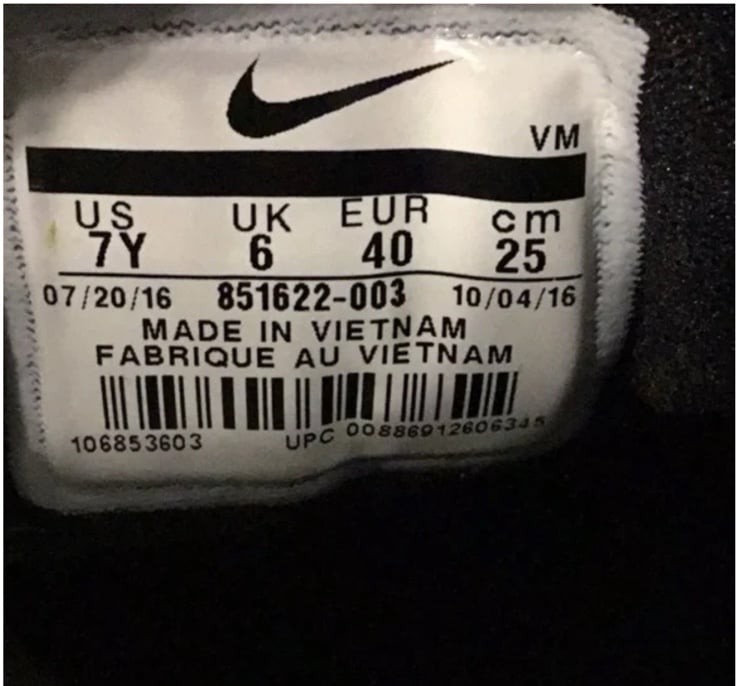 VM
US UK EUR cm
7Y 6 40 25
07/20/16 851622-003 10/04/16
MADE IN VIETNAM
FABRIQUE AU VIETNAM
106853603 UPC 00886912606345